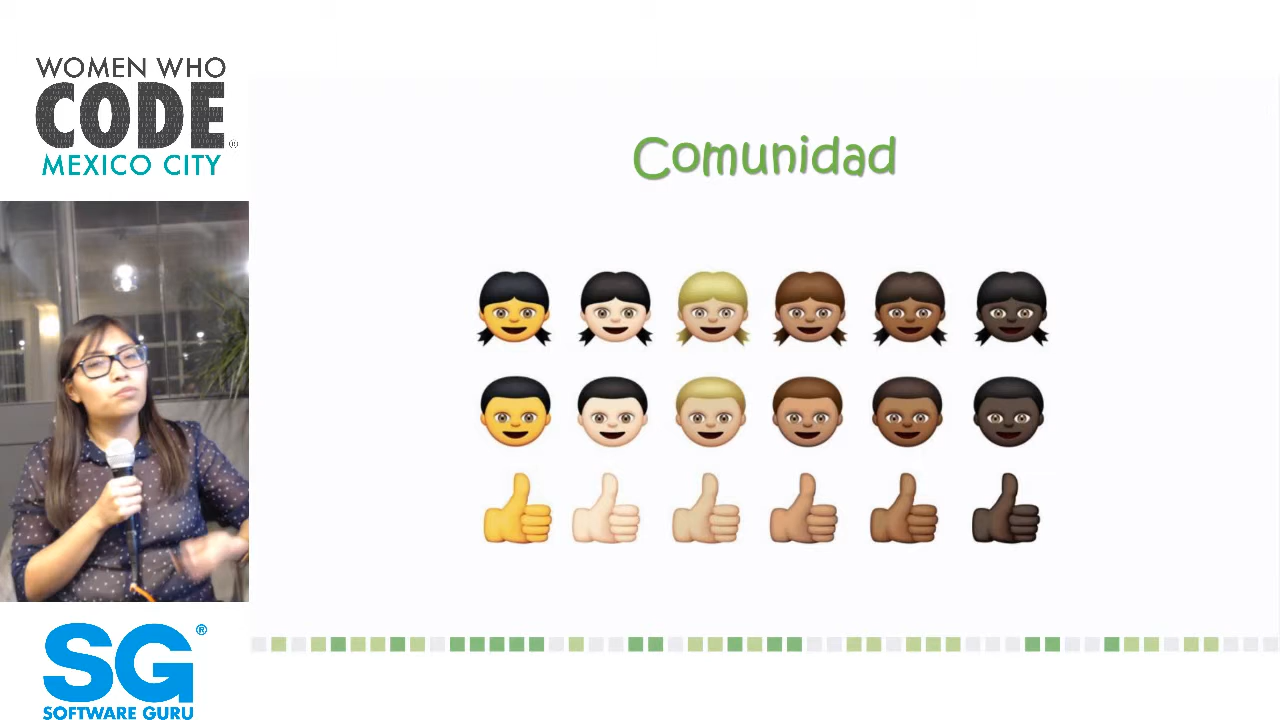 WOMEN WHO
CODE®
MEXICO CITY
Comunidad
SG®
SOFTWARE GURU